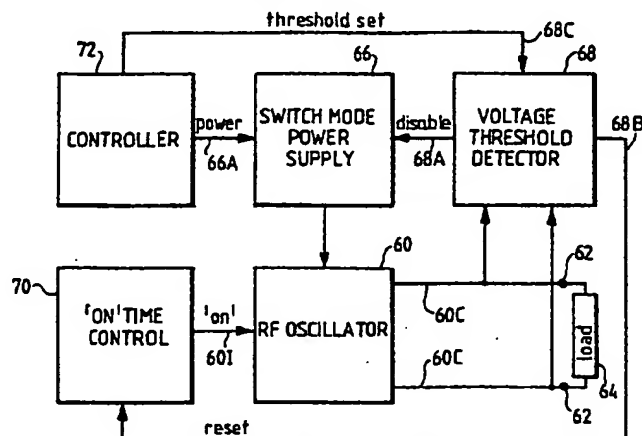 threshold set
68C
72
66
68
68B
CONTROLLER
power
66A
SWITCH MODE
POWER
SUPPLY
disable
68A
VOLTAGE
THRESHOLD
DETECTOR
60
62
70
'ON' TIME
CONTROL
'on'
60I
RF OSCILLATOR
60C
60C
load
64
62
reset